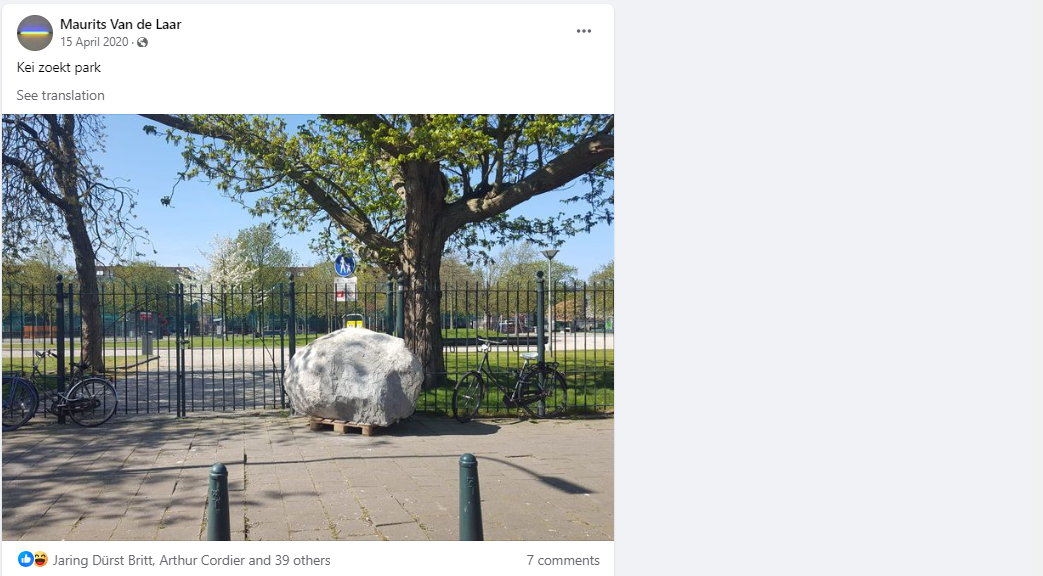 Maurits Van de Laar
15 April 2020 ·
Kei zoekt park
See translation
Jaring Dürst Britt, Arthur Cordier and 39 others
7 comments